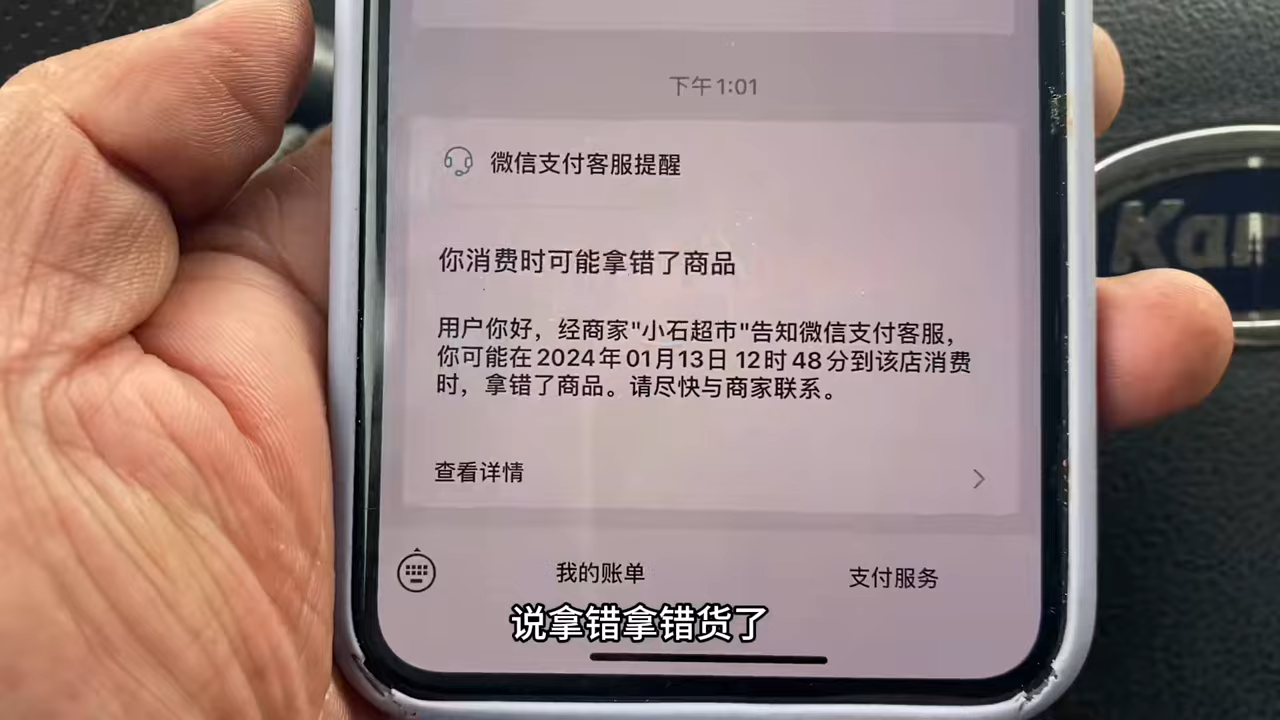 下午1:01
微信支付客服提醒
你消费时可能拿错了商品
用户你好，经商家"小石超市"告知微信支付客服，
你可能在2024年01月13日 12时48分到该店消费
时，拿错了商品。请尽快与商家联系。
查看详情
我的账单
支付服务
说拿错拿错货了
Kar